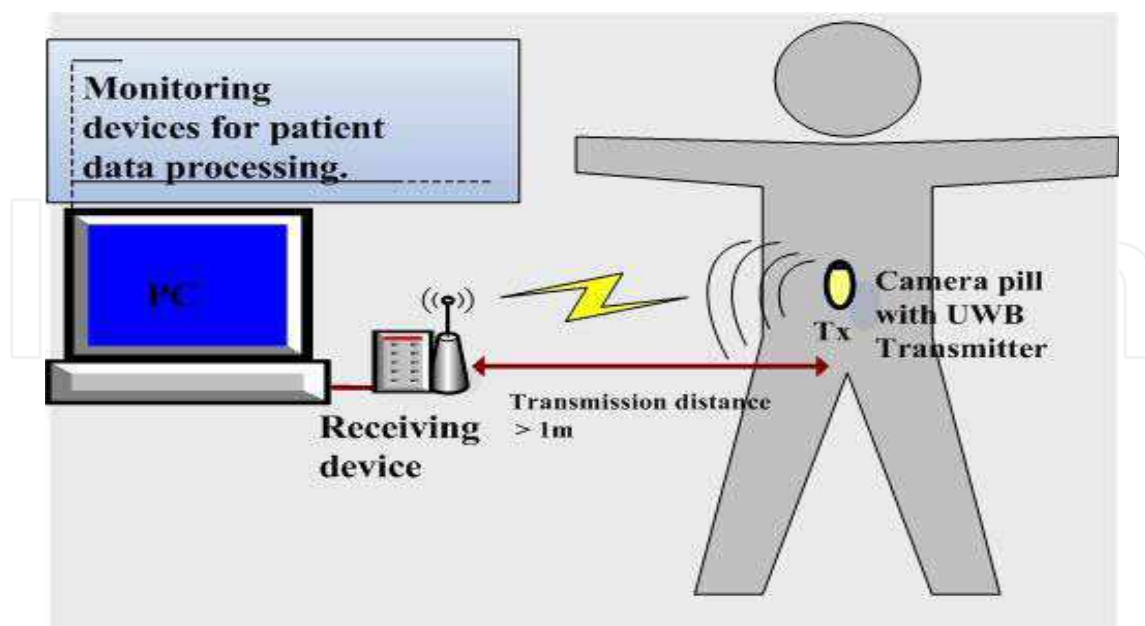 Monitoring
devices for patient
data processing.
PC
Camera pill
with UWB
Transmitter
Tx
Transmission distance
> 1m
Receiving
device